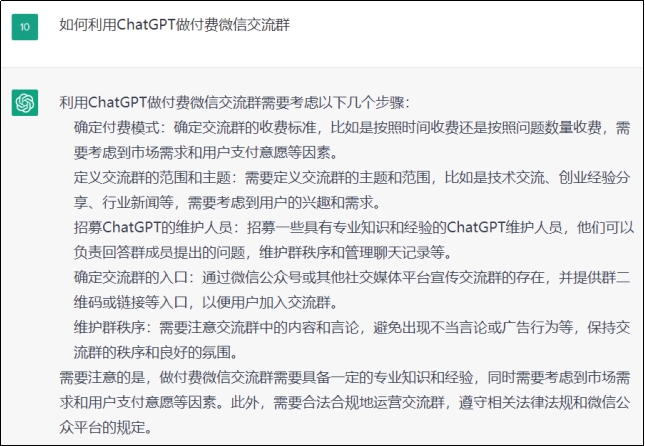 10
如何利用ChatGPT做付费微信交流群
利用ChatGPT做付费微信交流群需要考虑以下几个步骤：
确定付费模式：确定交流群的收费标准，比如是按照时间收费还是按照问题数量收费，需
要考虑到市场需求和用户支付意愿等因素。
定义交流群的范围和主题：需要定义交流群的主题和范围，比如是技术交流、创业经验分
享、行业新闻等，需要考虑到用户的兴趣和需求。
招募ChatGPT的维护人员：招募一些具有专业知识和经验的ChatGPT维护人员，他们可以
负责回答群成员提出的问题，维护群秩序和管理聊天记录等。
确定交流群的入口：通过微信公众号或其他社交媒体平台宣传交流群的存在，并提供群二
维码或链接等入口，以便用户加入交流群。
维护群秩序：需要注意交流群中的内容和言论，避免出现不当言论或广告行为等，保持交
流群的秩序和良好的氛围。
需要注意的是，做付费微信交流群需要具备一定的专业知识和经验，同时需要考虑到市场需
求和用户支付意愿等因素。此外，需要合法合规地运营交流群，遵守相关法律法规和微信公
众平台的规定。